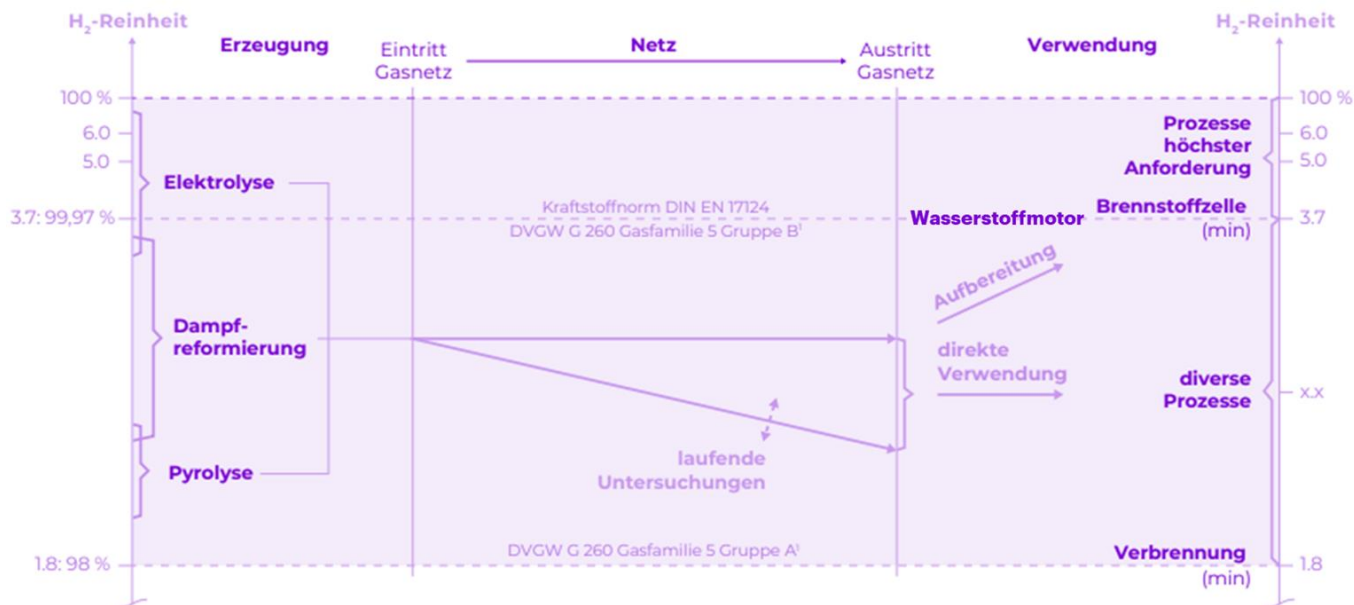 H₂-Reinheit
Erzeugung
Eintritt
Gasnetz
Netz
Austritt
Gasnetz
Verwendung
H₂-Reinheit
100 %
6.0
5.0
3.7: 99,97 %
1.8: 98 %
Elektrolyse
Dampf-
reformierung
Pyrolyse
Kraftstoffnorm DIN EN 17124
DVGW G 260 Gasfamilie 5 Gruppe B¹
laufende
Untersuchungen
DVGW G 260 Gasfamilie 5 Gruppe A¹
Wasserstoffmotor
Aufbereitung
direkte
Verwendung
Prozesse
höchster
Anforderung
Brennstoffzelle
(min)
diverse
Prozesse
Verbrennung
(min)
100 %
6.0
5.0
3.7
x.x
1.8